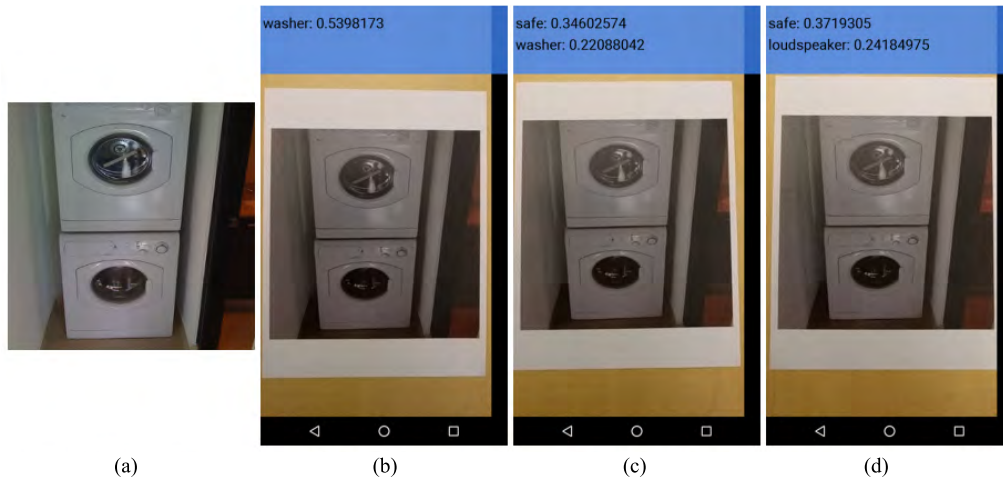 washer: 0.5398173
safe: 0.34602574
washer: 0.22088042
safe: 0.3719305
loudspeaker: 0.24184975
(a)
(b)
(c)
(d)